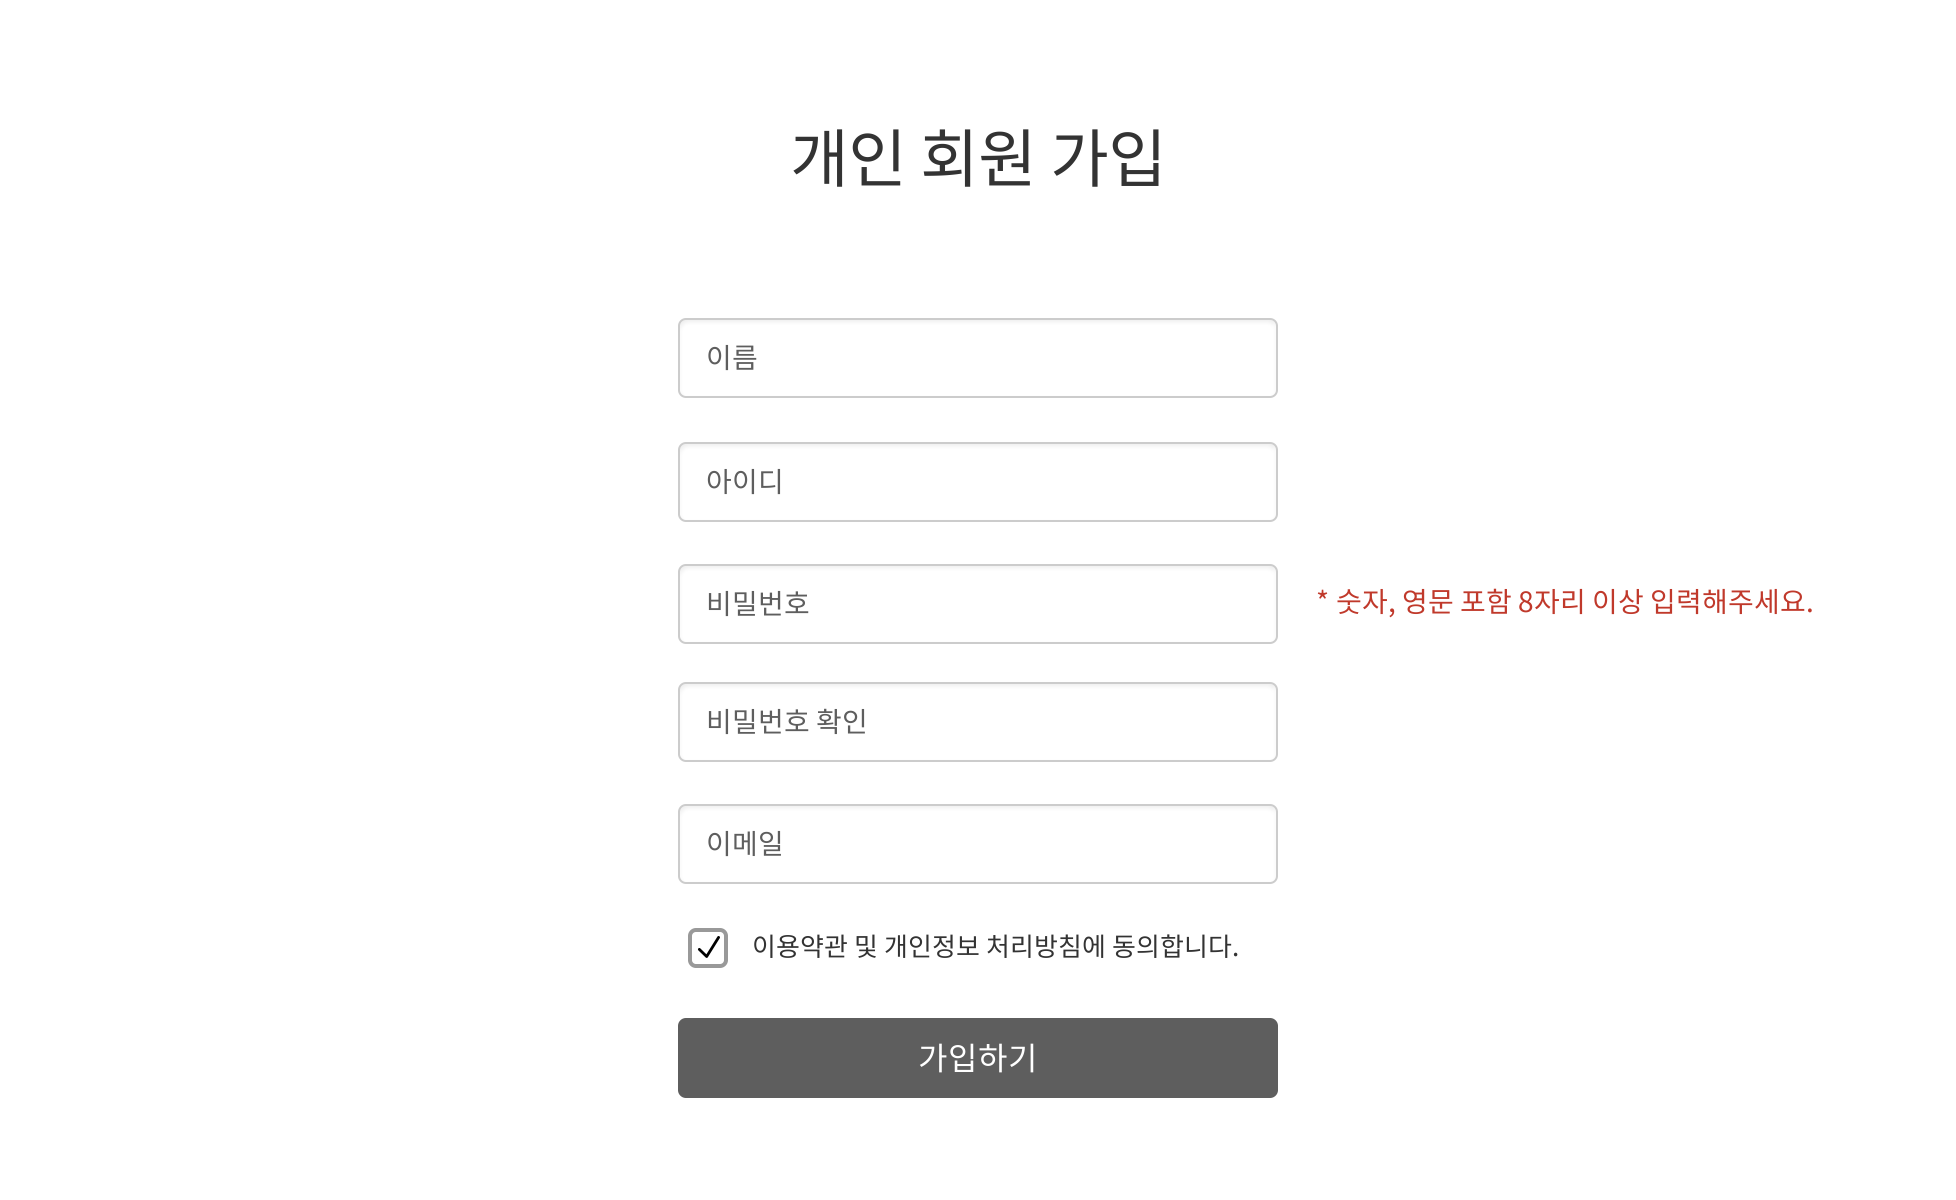 개인 회원 가입
이름
아이디
비밀번호
* 숫자, 영문 포함 8자리 이상 입력해주세요.
비밀번호 확인
이메일
이용약관 및 개인정보 처리방침에 동의합니다.
가입하기